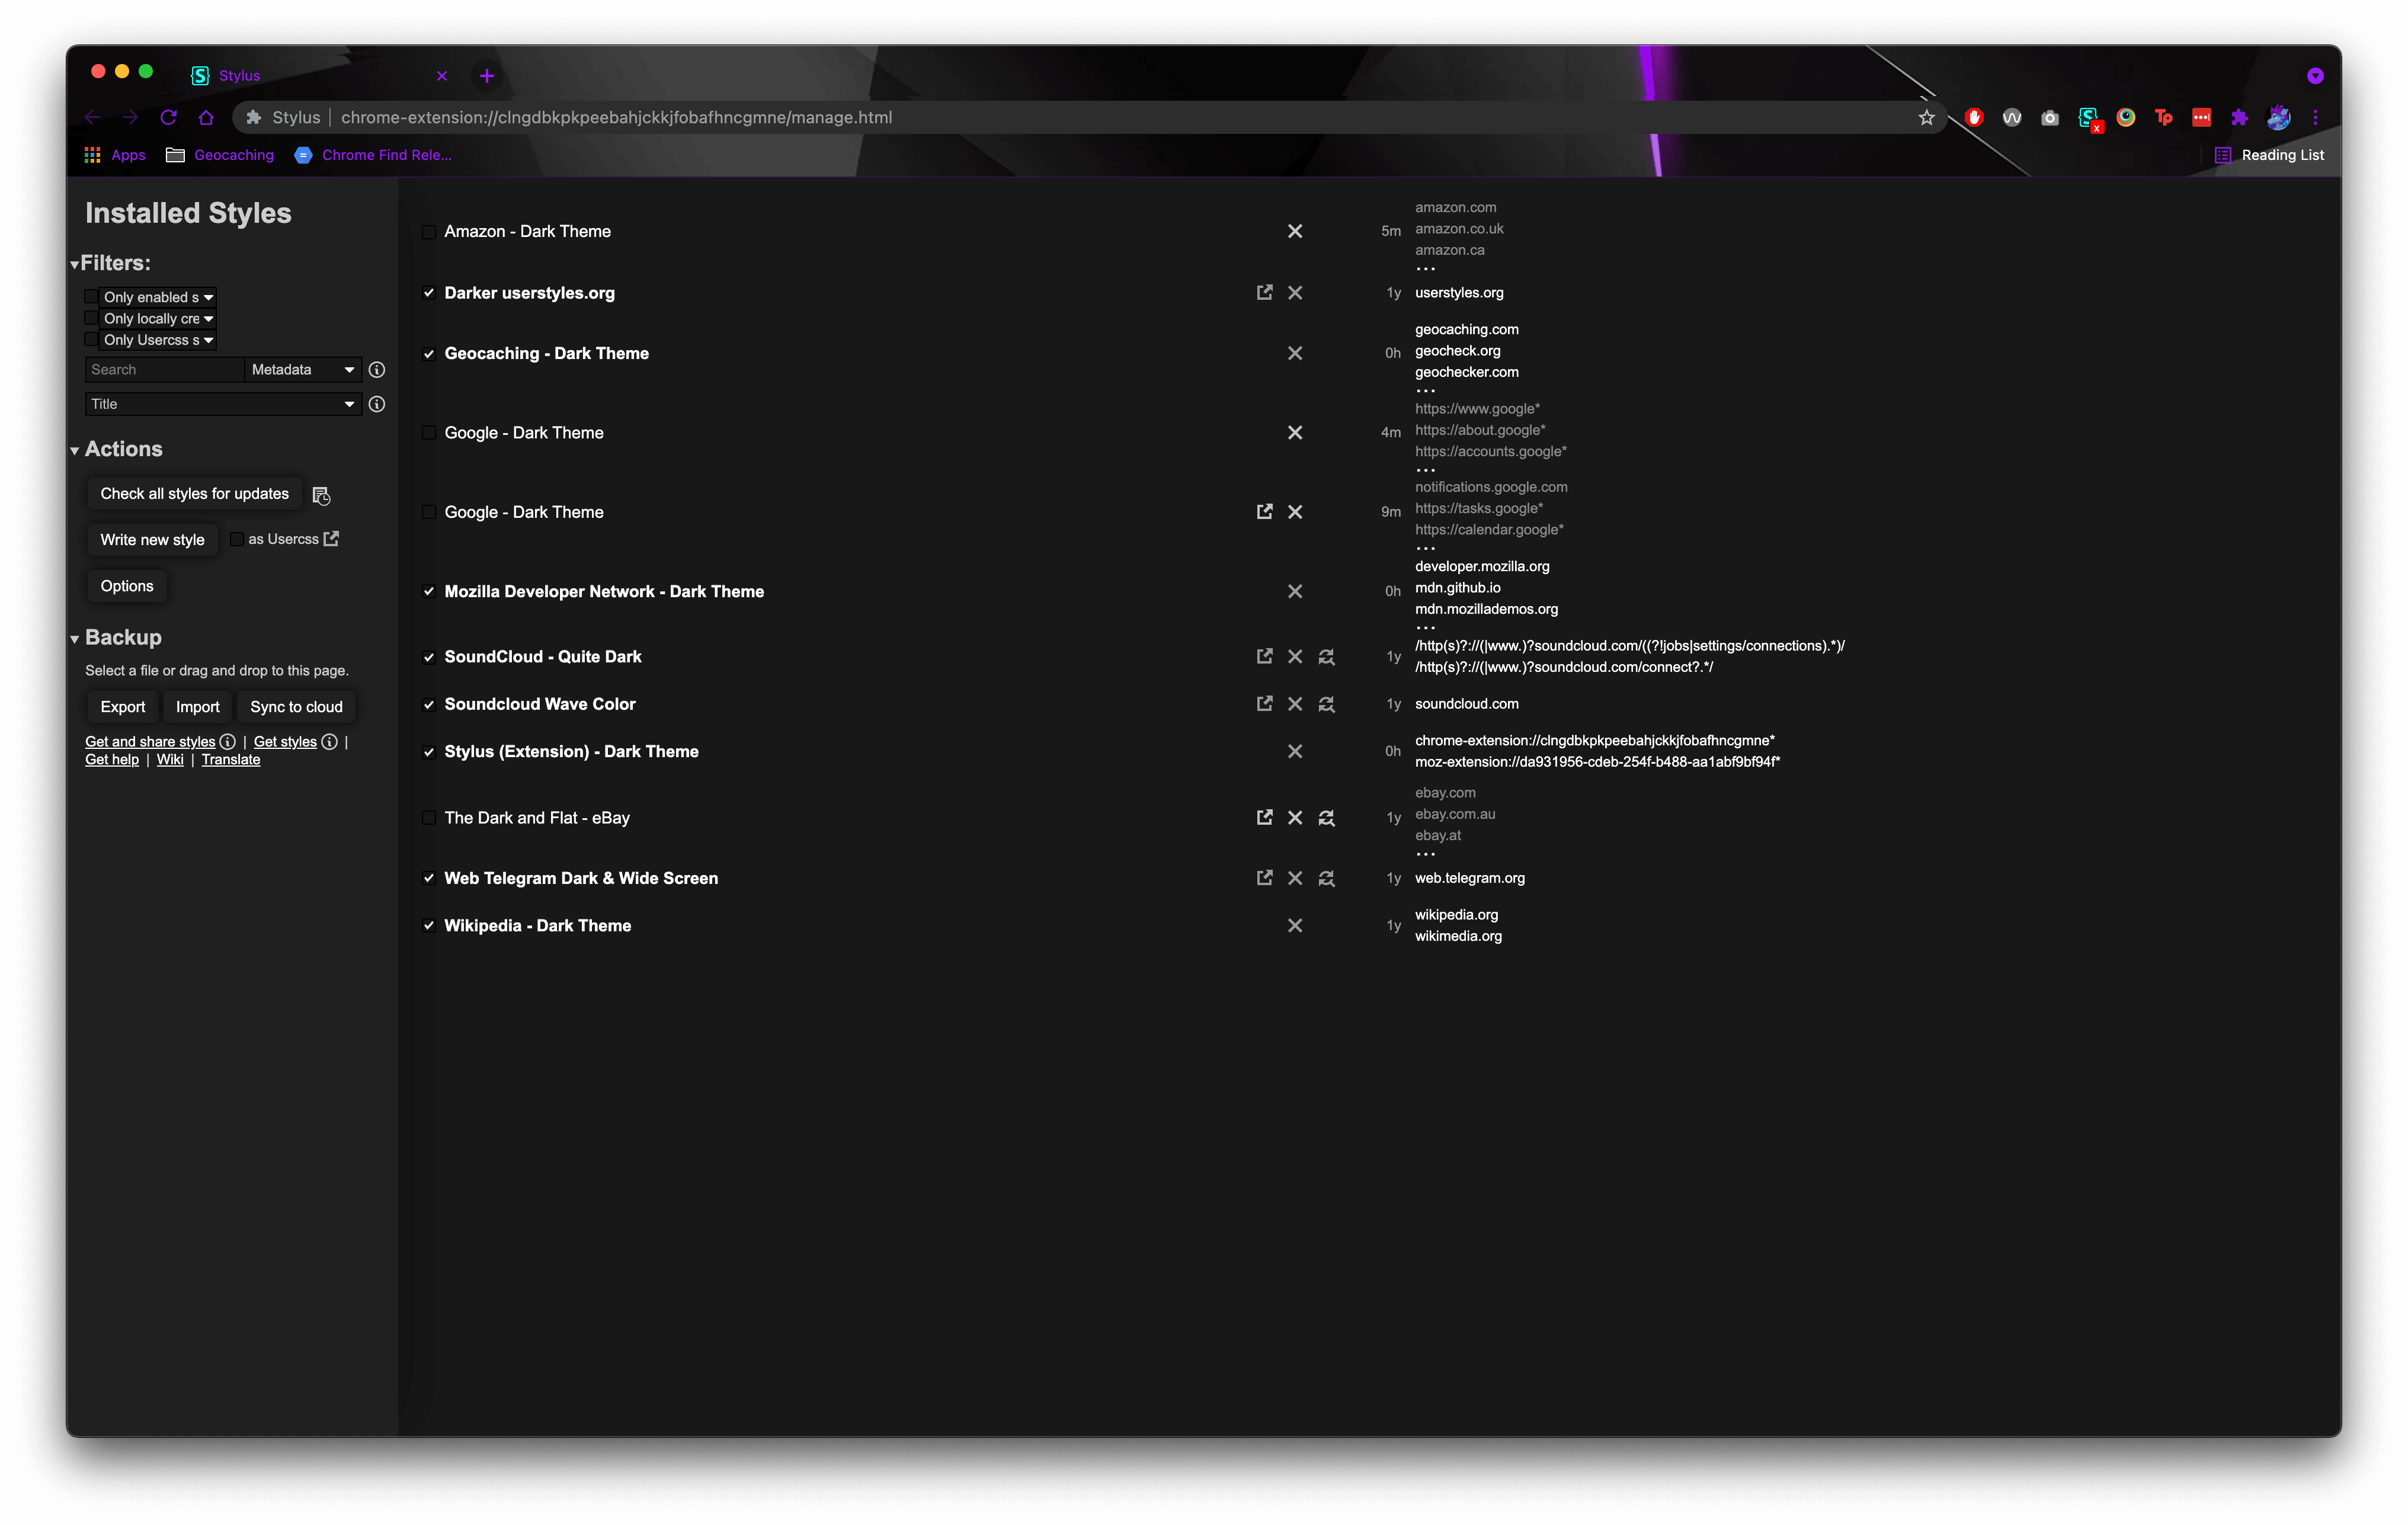 Stylus
Stylus | chrome-extension://clngdbkpkpeebahjckkjfobafhncgmne/manage.html
Apps
Geocaching
Chrome Find Rele...
Reading List
Installed Styles
Filters:
Only enabled s
Only locally cre
Only Usercss s
Search
Metadata
Title
Actions
Check all styles for updates
Write new style
as Usercss
Options
Backup
Select a file or drag and drop to this page.
Export
Import
Sync to cloud
Get and share styles | Get styles |
Get help | Wiki | Translate
Amazon - Dark Theme
5m
amazon.com
amazon.co.uk
amazon.ca
...
Darker userstyles.org
1y
userstyles.org
Geocaching - Dark Theme
0h
geocaching.com
geocheck.org
geochecker.com
...
Google - Dark Theme
4m
https://www.google*
https://about.google*
https://accounts.google*
...
Google - Dark Theme
9m
notifications.google.com
https://tasks.google*
https://calendar.google*
...
Mozilla Developer Network - Dark Theme
0h
developer.mozilla.org
mdn.github.io
mdn.mozillademos.org
...
SoundCloud - Quite Dark
1y
/http(s)?://(|www.)?soundcloud.com/((?!jobs|settings/connections).*)/
/http(s)?://(|www.)?soundcloud.com/connect?.*/
Soundcloud Wave Color
1y
soundcloud.com
Stylus (Extension) - Dark Theme
0h
chrome-extension://clngdbkpkpeebahjckkjfobafhncgmne*
moz-extension://da931956-cdeb-254f-b488-aa1abf9bf94f*
The Dark and Flat - eBay
1y
ebay.com
ebay.com.au
ebay.at
...
Web Telegram Dark & Wide Screen
1y
web.telegram.org
Wikipedia - Dark Theme
1y
wikipedia.org
wikimedia.org